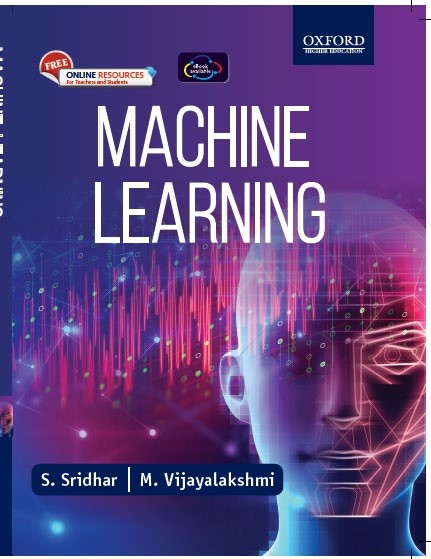 OXFORD
HIGHER EDUCATION
FREE
ONLINE RESOURCES
For Teachers and Students
eBook
available
MACHINE
LEARNING
S. Sridhar | M. Vijayalakshmi